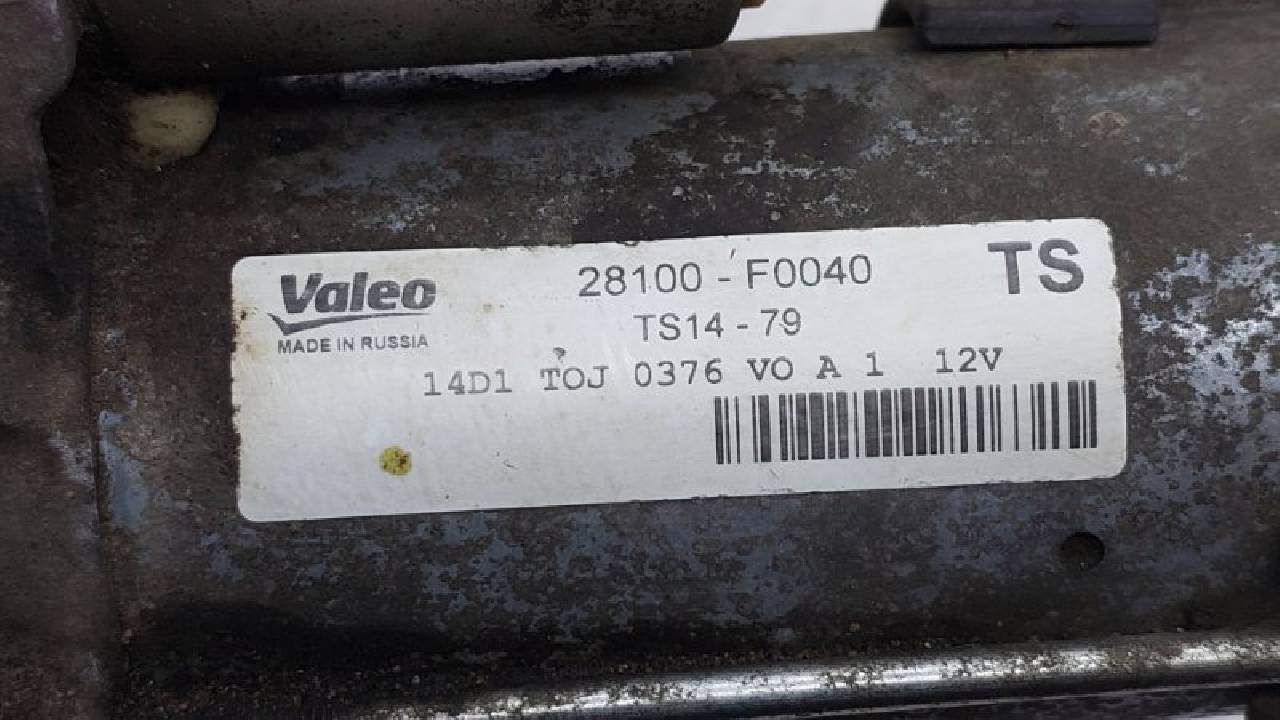 Valeo
MADE IN RUSSIA
28100 - F0040
TS
TS14 - 79
14D1 TOJ 0376 VO A 1 12V